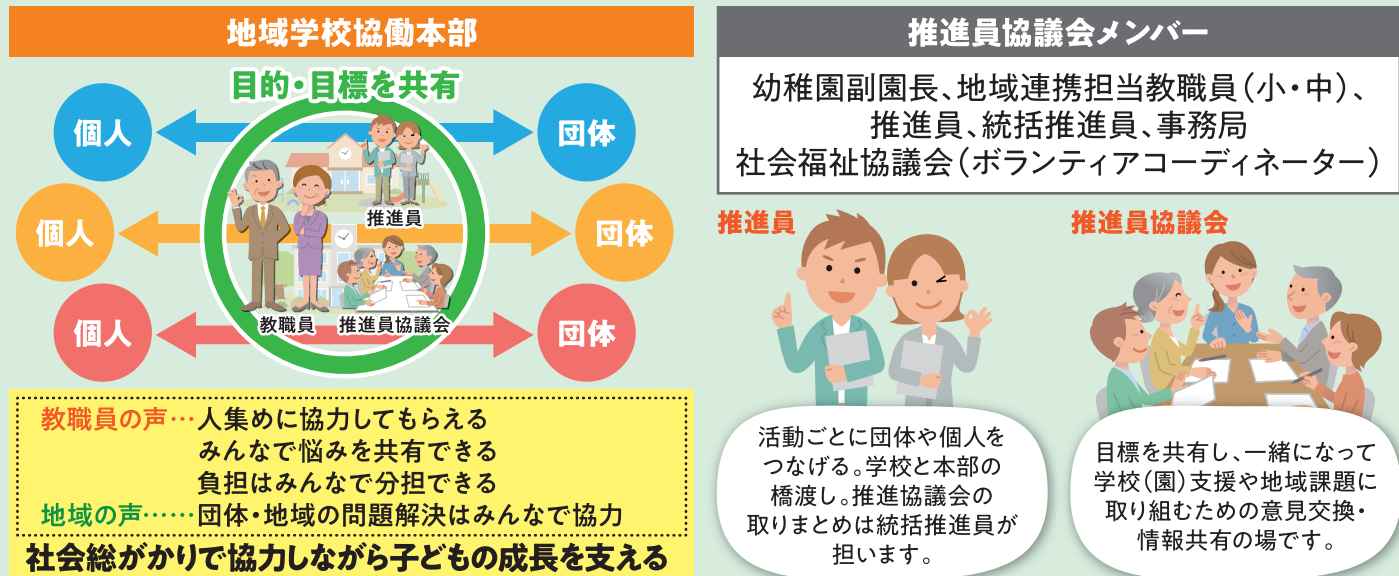 地域学校協働本部
目的・目標を共有
個人
団体
個人
団体
個人
団体
推進員
教職員
推進員協議会
教職員の声…人集めに協力してもらえる
みんなで悩みを共有できる
負担はみんなで分担できる
地域の声……団体・地域の問題解決はみんなで協力
社会総がかりで協力しながら子どもの成長を支える
推進員協議会メンバー
幼稚園副園長、地域連携担当教職員（小・中）、
推進員、統括推進員、事務局
社会福祉協議会（ボランティアコーディネーター）
推進員
活動ごとに団体や個人を
つなげる。学校と本部の
橋渡し。推進協議会の
取りまとめは統括推進員が
担います。
推進員協議会
目標を共有し、一緒になって
学校（園）支援や地域課題に
取り組むための意見交換・
情報共有の場です。